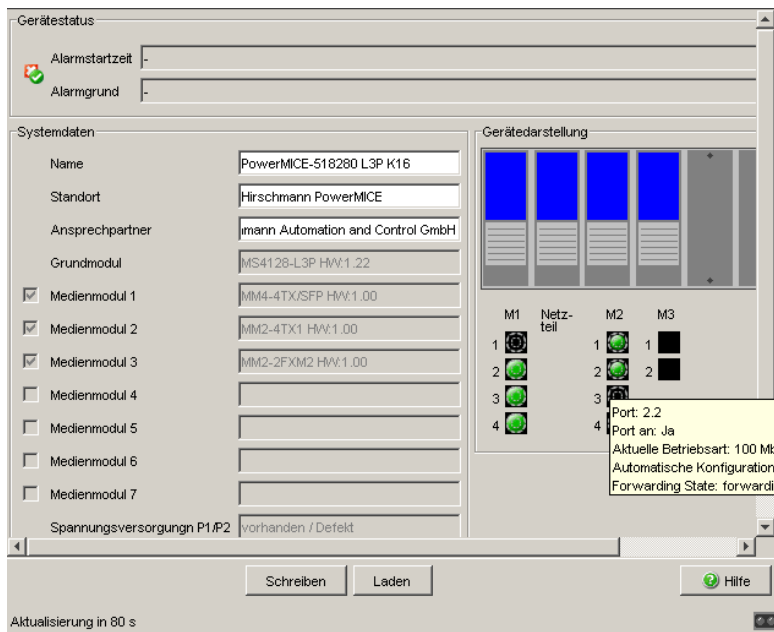 Gerätestatus
Alarmstartzeit -
Alarmgrund -
Systemdaten
Name PowerMICE-518280 L3P K16
Standort Hirschmann PowerMICE
Ansprechpartner mann Automation and Control GmbH
Grundmodul MS4128-L3P HW:1.22
Medienmodul 1 MM4-4TX/SFP HW:1.00
Medienmodul 2 MM2-4TX1 HW:1.00
Medienmodul 3 MM2-2FXM2 HW:1.00
Medienmodul 4
Medienmodul 5
Medienmodul 6
Medienmodul 7
Spannungsversorgungn P1/P2 vorhanden / Defekt
Gerätedarstellung
M1 Netz-teil M2 M3
1 1 1
2 2 2
3 3
4 4
Port: 2.2
Port an: Ja
Aktuelle Betriebsart: 100 Mb
Automatische Konfiguration
Forwarding State: forwardi
Schreiben Laden Hilfe
Aktualisierung in 80 s